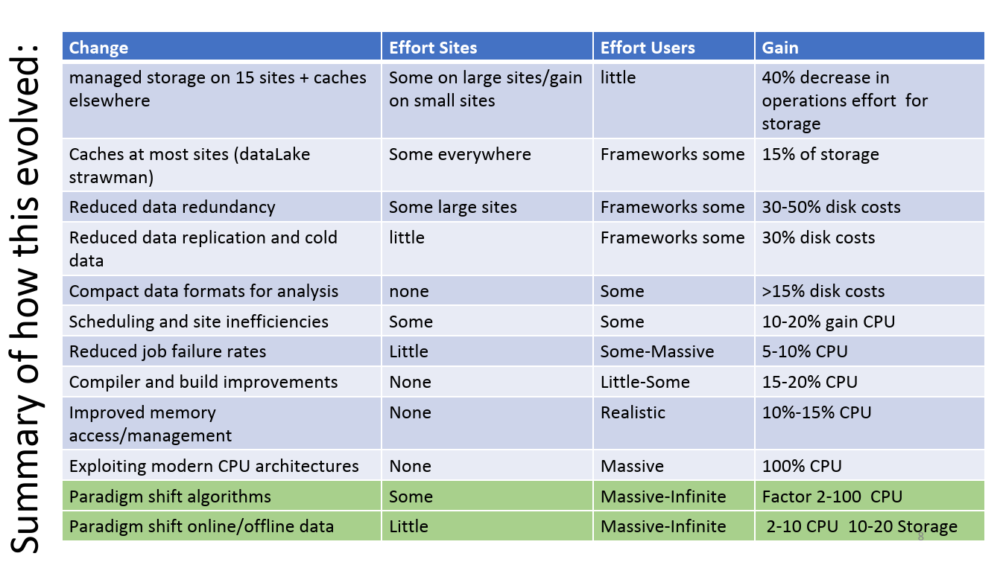 Summary of how this evolved:
Change Effort Sites Effort Users Gain
managed storage on 15 sites + caches
elsewhere
Some on large sites/gain
on small sites
little
40% decrease in
operations effort  for
storage
Caches at most sites (dataLake
strawman)
Some everywhere
Frameworks some
15% of storage
Reduced data redundancy
Some large sites
Frameworks some
30-50% disk costs
Reduced data replication and cold
data
little
Frameworks some
30% disk costs
Compact data formats for analysis
none
Some
>15% disk costs
Scheduling and site inefficiencies
Some
Some
10-20% gain CPU
Reduced job failure rates
Little
Some-Massive
5-10% CPU
Compiler and build improvements
None
Little-Some
15-20% CPU
Improved memory
access/management
None
Realistic
10%-15% CPU
Exploiting modern CPU architectures
None
Massive
100% CPU
Paradigm shift algorithms
Some
Massive-Infinite
Factor 2-100  CPU
Paradigm shift online/offline data
Little
Massive-Infinite
2-10 CPU  10-20 Storage
8